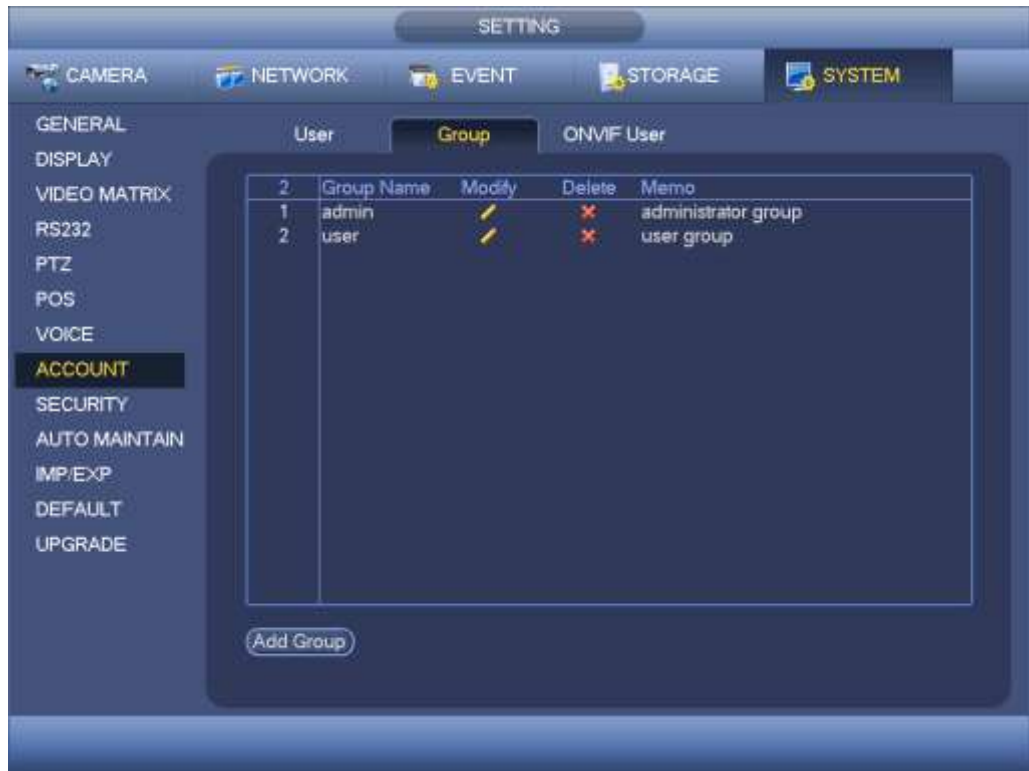 SETTING
CAMERA NETWORK EVENT STORAGE SYSTEM
GENERAL
DISPLAY
VIDEO MATRIX
RS232
PTZ
POS
VOICE
ACCOUNT
SECURITY
AUTO MAINTAIN
IMP/EXP
DEFAULT
UPGRADE
User Group ONVIF User
2 Group Name Modify Delete Memo
1 admin administrator group
2 user user group
Add Group